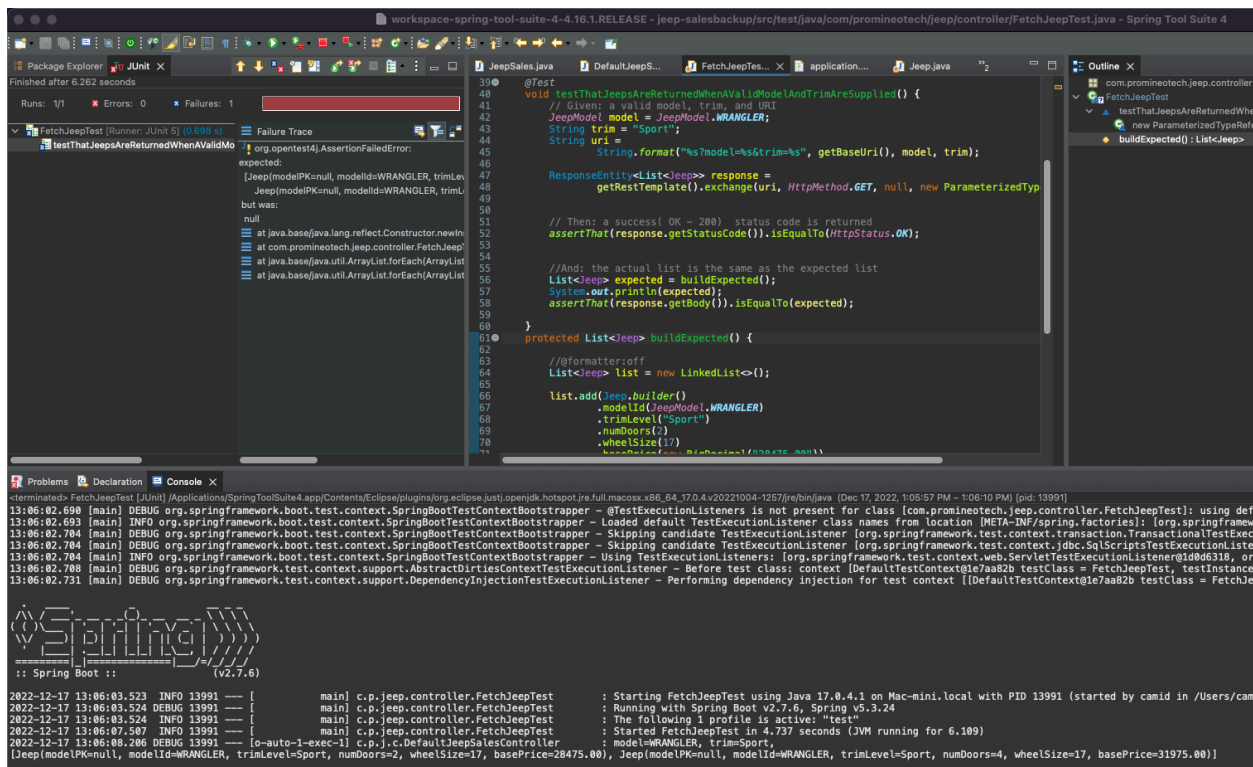 workspace-spring-tool-suite-4-4.16.1.RELEASE - jeep-salesbackup/src/test/java/com/promineotech/jeep/controller/FetchJeepTest.java - Spring Tool Suite 4
Package Explorer JUnit
Finished after 6.262 seconds
Runs: 1/1 Errors: 0 Failures: 1
FetchJeepTest [Runner: JUnit 5] (0.698 s)
testThatJeepsAreReturnedWhenAValidMo
Failure Trace
org.opentest4j.AssertionFailedError:
expected:
[Jeep(modelPK=null, modelId=WRANGLER, trimLev
Jeep(modelPK=null, modelId=WRANGLER, trimL
but was:
null
at java.base/java.lang.reflect.Constructor.newIn
at com.promineotech.jeep.controller.FetchJeepT
at java.base/java.util.ArrayList.forEach(ArrayList
at java.base/java.util.ArrayList.forEach(ArrayList
JeepSales.java DefaultJeepS... FetchJeepTes... application.... Jeep.java »2
39 @Test
40 void testThatJeepsAreReturnedWhenAValidModelAndTrimAreSupplied() {
41 // Given: a valid model, trim, and URI
42 JeepModel model = JeepModel.WRANGLER;
43 String trim = "Sport";
44 String uri =
45 String.format("%s?model=%s&trim=%s", getBaseUri(), model, trim);
46
47 ResponseEntity<List<Jeep>> response =
48 getRestTemplate().exchange(uri, HttpMethod.GET, null, new ParameterizedTyp
49
50
51 // Then: a success( OK - 200) status code is returned
52 assertThat(response.getStatusCode()).isEqualTo(HttpStatus.OK);
53
54
55 //And: the actual list is the same as the expected list
56 List<Jeep> expected = buildExpected();
57 System.out.println(expected);
58 assertThat(response.getBody()).isEqualTo(expected);
59
60 }
61 protected List<Jeep> buildExpected() {
62
63 //@formatter:off
64 List<Jeep> list = new LinkedList<>();
65
66 list.add(Jeep.builder()
67 .modelId(JeepModel.WRANGLER)
68 .trimLevel("Sport")
69 .numDoors(2)
70 .wheelSize(17)
71 .basePrice(new BigDecimal("28475.00"))
Outline
com.promineotech.jeep.controller
FetchJeepTest
testThatJeepsAreReturnedWhe
new ParameterizedTypeRefe
buildExpected() : List<Jeep>
Problems Declaration Console
<terminated> FetchJeepTest [JUnit] /Applications/SpringToolSuite4.app/Contents/Eclipse/plugins/org.eclipse.justj.openjdk.hotspot.jre.full.macosx.x86_64_17.0.4.v20221004-1257/jre/bin/java (Dec 17, 2022, 1:05:57 PM – 1:06:10 PM) [pid: 13991]
13:06:02.690 [main] DEBUG org.springframework.boot.test.context.SpringBootTestContextBootstrapper - @TestExecutionListeners is not present for class [com.promineotech.jeep.controller.FetchJeepTest]: using def
13:06:02.693 [main] INFO org.springframework.boot.test.context.SpringBootTestContextBootstrapper - Loaded default TestExecutionListener class names from location [META-INF/spring.factories]: [org.springframew
13:06:02.704 [main] DEBUG org.springframework.boot.test.context.SpringBootTestContextBootstrapper - Skipping candidate TestExecutionListener [org.springframework.test.context.transaction.TransactionalTestExec
13:06:02.704 [main] DEBUG org.springframework.boot.test.context.SpringBootTestContextBootstrapper - Skipping candidate TestExecutionListener [org.springframework.test.context.jdbc.SqlScriptsTestExecutionListe
13:06:02.704 [main] INFO org.springframework.boot.test.context.SpringBootTestContextBootstrapper - Using TestExecutionListeners: [org.springframework.test.context.web.ServletTestExecutionListener@1d0d6318, or
13:06:02.708 [main] DEBUG org.springframework.test.context.support.AbstractDirtiesContextTestExecutionListener - Before test class: context [DefaultTestContext@1e7aa82b testClass = FetchJeepTest, testInstance
13:06:02.731 [main] DEBUG org.springframework.test.context.support.DependencyInjectionTestExecutionListener - Performing dependency injection for test context [[DefaultTestContext@1e7aa82b testClass = FetchJe
:: Spring Boot :: (v2.7.6)
2022-12-17 13:06:03.523 INFO 13991 --- [ main] c.p.jeep.controller.FetchJeepTest : Starting FetchJeepTest using Java 17.0.4.1 on Mac-mini.local with PID 13991 (started by camid in /Users/cam
2022-12-17 13:06:03.524 DEBUG 13991 --- [ main] c.p.jeep.controller.FetchJeepTest : Running with Spring Boot v2.7.6, Spring v5.3.24
2022-12-17 13:06:03.524 INFO 13991 --- [ main] c.p.jeep.controller.FetchJeepTest : The following 1 profile is active: "test"
2022-12-17 13:06:07.507 INFO 13991 --- [ main] c.p.jeep.controller.FetchJeepTest : Started FetchJeepTest in 4.737 seconds (JVM running for 6.109)
2022-12-17 13:06:08.206 DEBUG 13991 --- [o-auto-1-exec-1] c.p.j.c.DefaultJeepSalesController : model=WRANGLER, trim=Sport,
[Jeep(modelPK=null, modelId=WRANGLER, trimLevel=Sport, numDoors=2, wheelSize=17, basePrice=28475.00), Jeep(modelPK=null, modelId=WRANGLER, trimLevel=Sport, numDoors=4, wheelSize=17, basePrice=31975.00)]